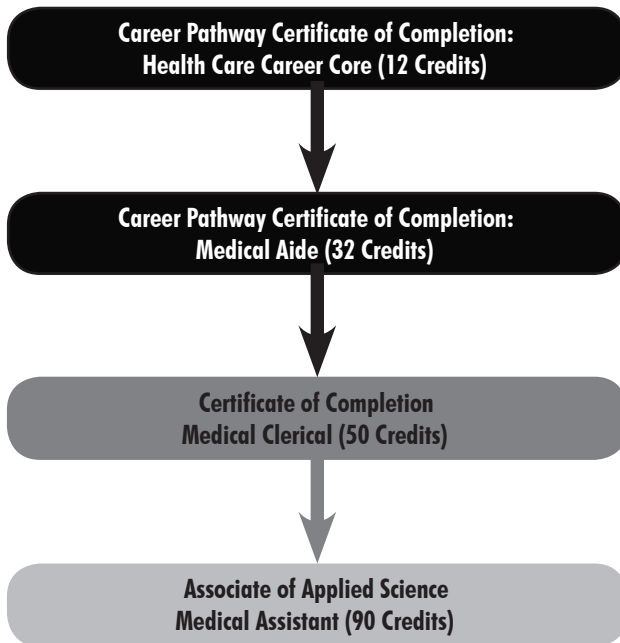 Career Pathway Certificate of Completion:
Health Care Career Core (12 Credits)
Career Pathway Certificate of Completion:
Medical Aide (32 Credits)
Certificate of Completion
Medical Clerical (50 Credits)
Associate of Applied Science
Medical Assistant (90 Credits)